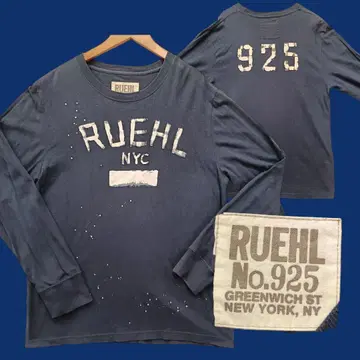 RUEHL
RUEHL
NYC
925
RUEHL
No.925
GREENWICH ST
NEW YORK, NY